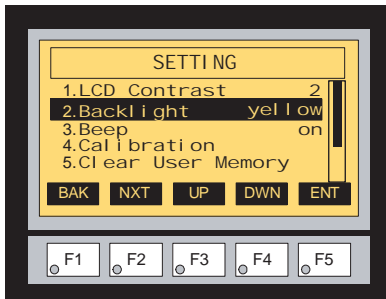 SETTING
1.LCD Contrast 2
2.Backlight yellow
3.Beep on
4.Calibration
5.Clear User Memory
BAK NXT UP DWN ENT
F1 F2 F3 F4 F5